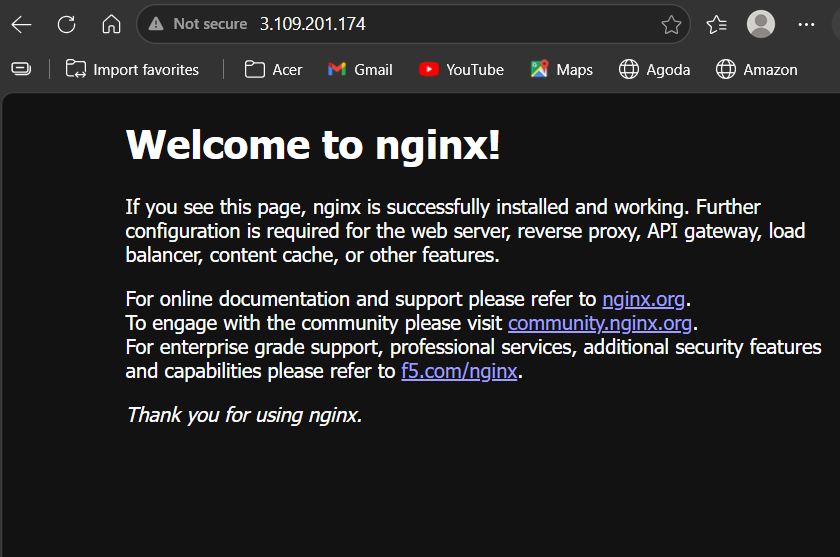 Not secure 3.109.201.174
Import favorites Acer Gmail YouTube Maps Agoda Amazon
Welcome to nginx!
If you see this page, nginx is successfully installed and working. Further
configuration is required for the web server, reverse proxy, API gateway, load
balancer, content cache, or other features.
For online documentation and support please refer to nginx.org.
To engage with the community please visit community.nginx.org.
For enterprise grade support, professional services, additional security features
and capabilities please refer to f5.com/nginx.
Thank you for using nginx.